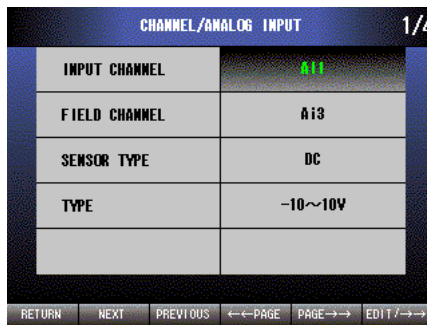 CHANNEL/ANALOG INPUT 1/4
INPUT CHANNEL AI1
FIELD CHANNEL Ai3
SENSOR TYPE DC
TYPE -10～10V
RETURN NEXT PREVIOUS ←←PAGE PAGE→→ EDIT/→→